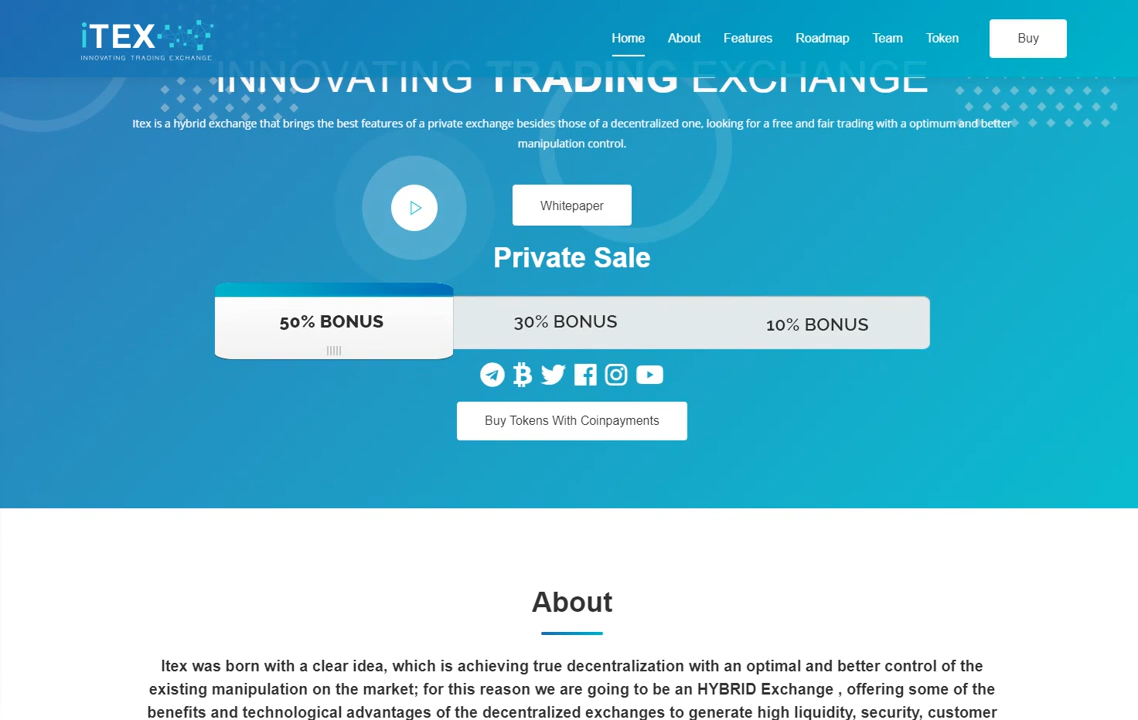 iTEX
INNOVATING TRADING EXCHANGE
Home About Features Roadmap Team Token Buy
INNOVATING TRADING EXCHANGE
Itex is a hybrid exchange that brings the best features of a private exchange besides those of a decentralized one, looking for a free and fair trading with a optimum and better
manipulation control.
Whitepaper
Private Sale
50% BONUS 30% BONUS 10% BONUS
Buy Tokens With Coinpayments
About
Itex was born with a clear idea, which is achieving true decentralization with an optimal and better control of the
existing manipulation on the market; for this reason we are going to be an HYBRID Exchange , offering some of the
benefits and technological advantages of the decentralized exchanges to generate high liquidity, security, customer